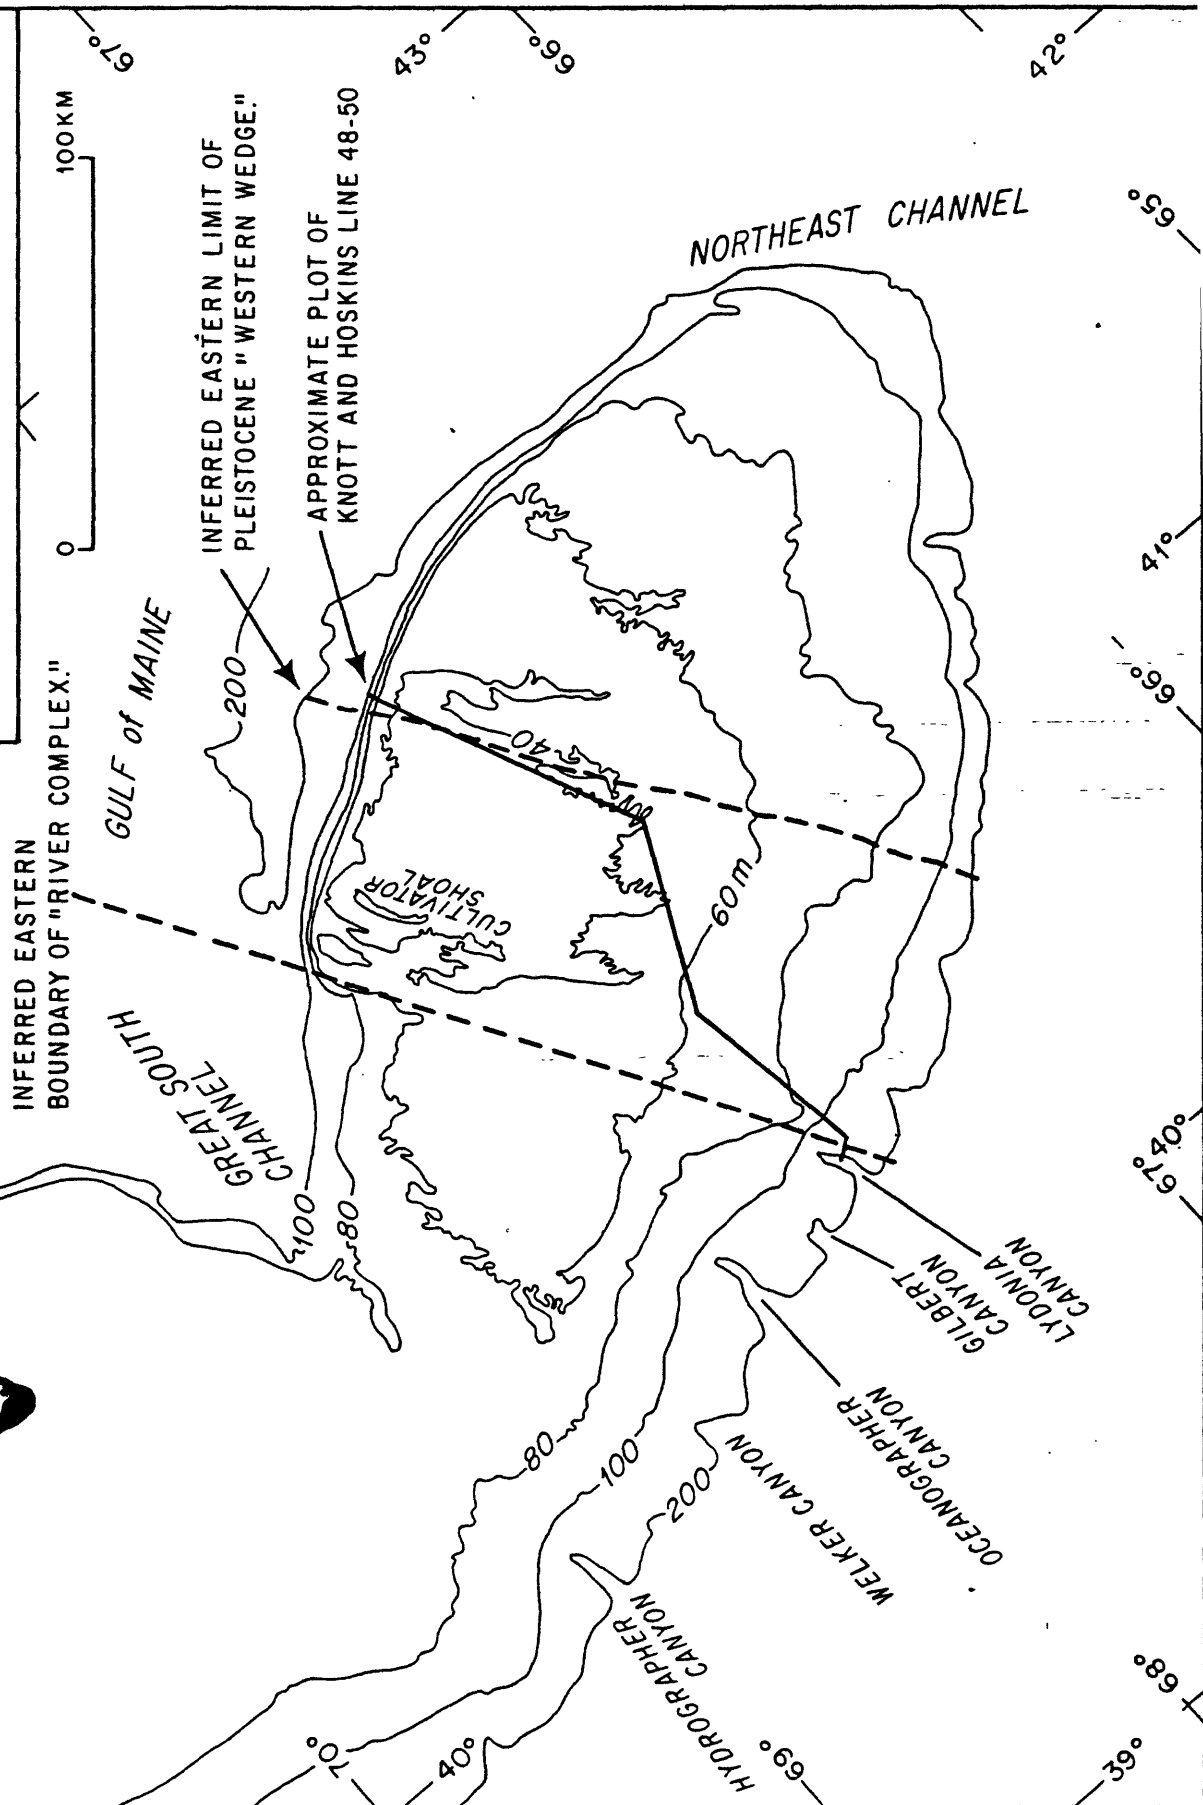 67°
43°
66°
42°
100 KM
0
INFERRED EASTERN LIMIT OF
PLEISTOCENE "WESTERN WEDGE."
APPROXIMATE PLOT OF
KNOTT AND HOSKINS LINE 48-50
NORTHEAST CHANNEL
65°
INFERRED EASTERN
BOUNDARY OF "RIVER COMPLEX."
GULF of MAINE
200
41°
66°
40
CULTIVATOR
SHOAL
60m
GREAT SOUTH
CHANNEL
100
80
40°
67°
LYDONIA
CANYON
GILBERT
CANYON
OCEANOGRAPHER
CANYON
WELKER CANYON
HYDROGRAPHER
CANYON
80
100
200
70°
40°
69°
39°
68°